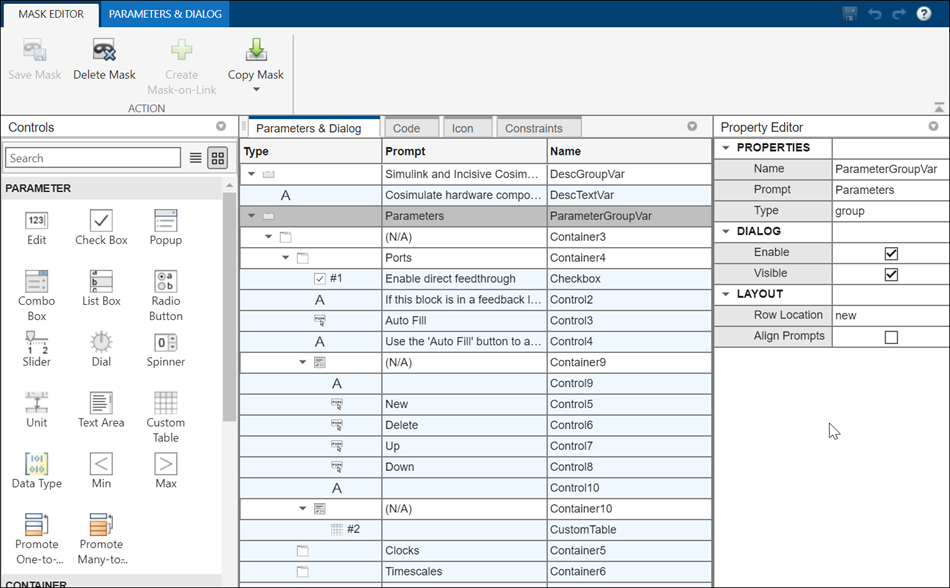 MASK EDITOR PARAMETERS & DIALOG
Save Mask Delete Mask Create Mask-on-Link Copy Mask
ACTION
Controls
Search
PARAMETER
123 Edit Check Box Popup
Combo Box a b c List Box a b Radio Button
1 2 Slider Dial 0 Spinner
Unit Text Area Custom Table
Data Type Min Max
Promote One-to-... Promote Many-to-...
CONTAINER
Parameters & Dialog Code Icon Constraints
Type Prompt Name
Simulink and Incisive Cosim... DescGroupVar
A Cosimulate hardware compo... DescTextVar
Parameters ParameterGroupVar
(N/A) Container3
Ports Container4
#1 Enable direct feedthrough Checkbox
A If this block is in a feedback l... Control2
Auto Fill Control3
A Use the 'Auto Fill' button to a... Control4
(N/A) Container9
A Control9
New Control5
Delete Control6
Up Control7
Down Control8
A Control10
(N/A) Container10
#2 CustomTable
Clocks Container5
Timescales Container6
Property Editor
PROPERTIES
Name ParameterGroupVar
Prompt Parameters
Type group
DIALOG
Enable
Visible
LAYOUT
Row Location new
Align Prompts